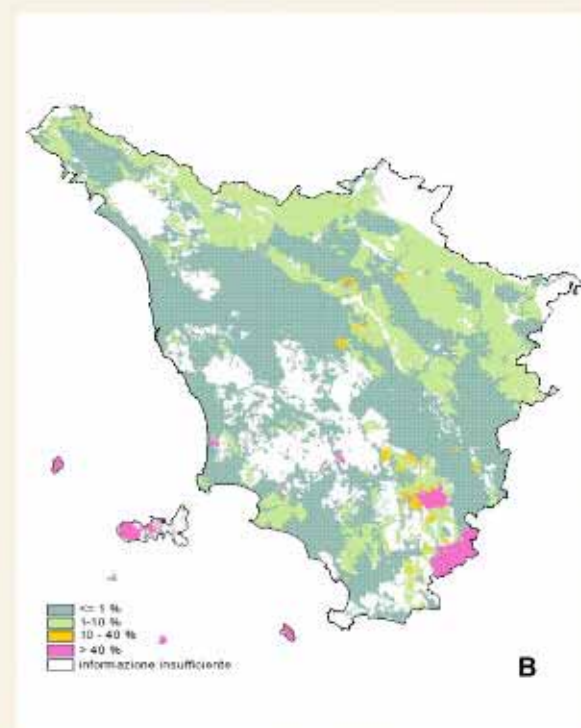 <= 1 %
1-10 %
10 - 40 %
> 40 %
informazione insufficiente
B